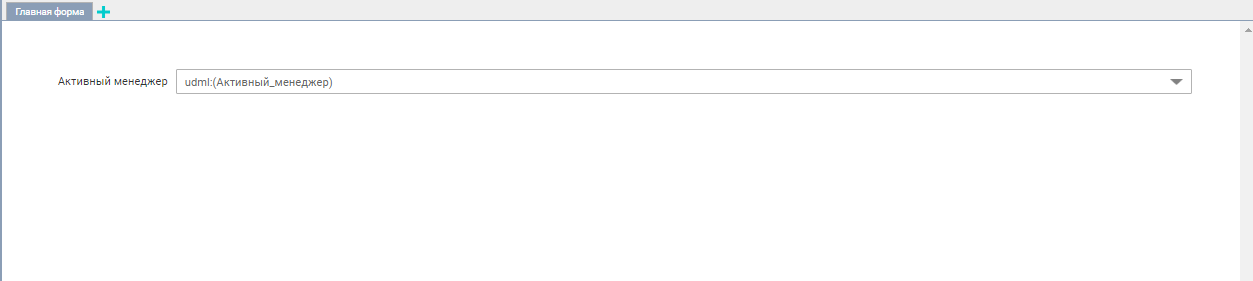 Главная форма
Активный менеджер udml:(Активный_менеджер)